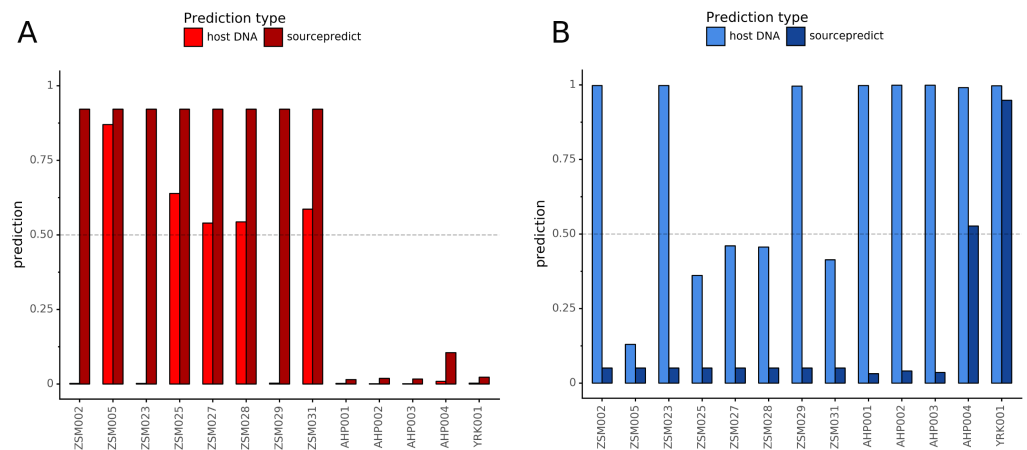 A
Prediction type
host DNA
sourcepredict
prediction
1
0.75
0.50
0.25
0
ZSM002
ZSM005
ZSM023
ZSM025
ZSM027
ZSM028
ZSM029
ZSM031
AHP001
AHP002
AHP003
AHP004
YRK001
B
Prediction type
host DNA
sourcepredict
prediction
1
0.75
0.50
0.25
0
ZSM002
ZSM005
ZSM023
ZSM025
ZSM027
ZSM028
ZSM029
ZSM031
AHP001
AHP002
AHP003
AHP004
YRK001